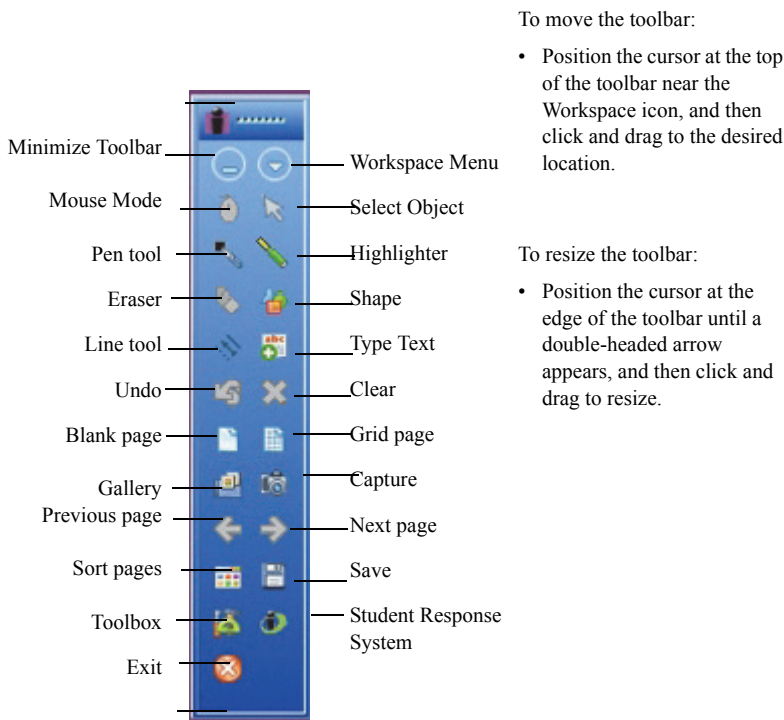 Minimize Toolbar
Workspace Menu
Mouse Mode
Select Object
Pen tool
Highlighter
Eraser
Shape
Line tool
abc
Type Text
Undo
Clear
Blank page
Grid page
Gallery
Capture
Previous page
Next page
Sort pages
Save
Toolbox
Student Response
System
Exit
To move the toolbar:
• Position the cursor at the top
of the toolbar near the
Workspace icon, and then
click and drag to the desired
location.
To resize the toolbar:
• Position the cursor at the
edge of the toolbar until a
double-headed arrow
appears, and then click and
drag to resize.